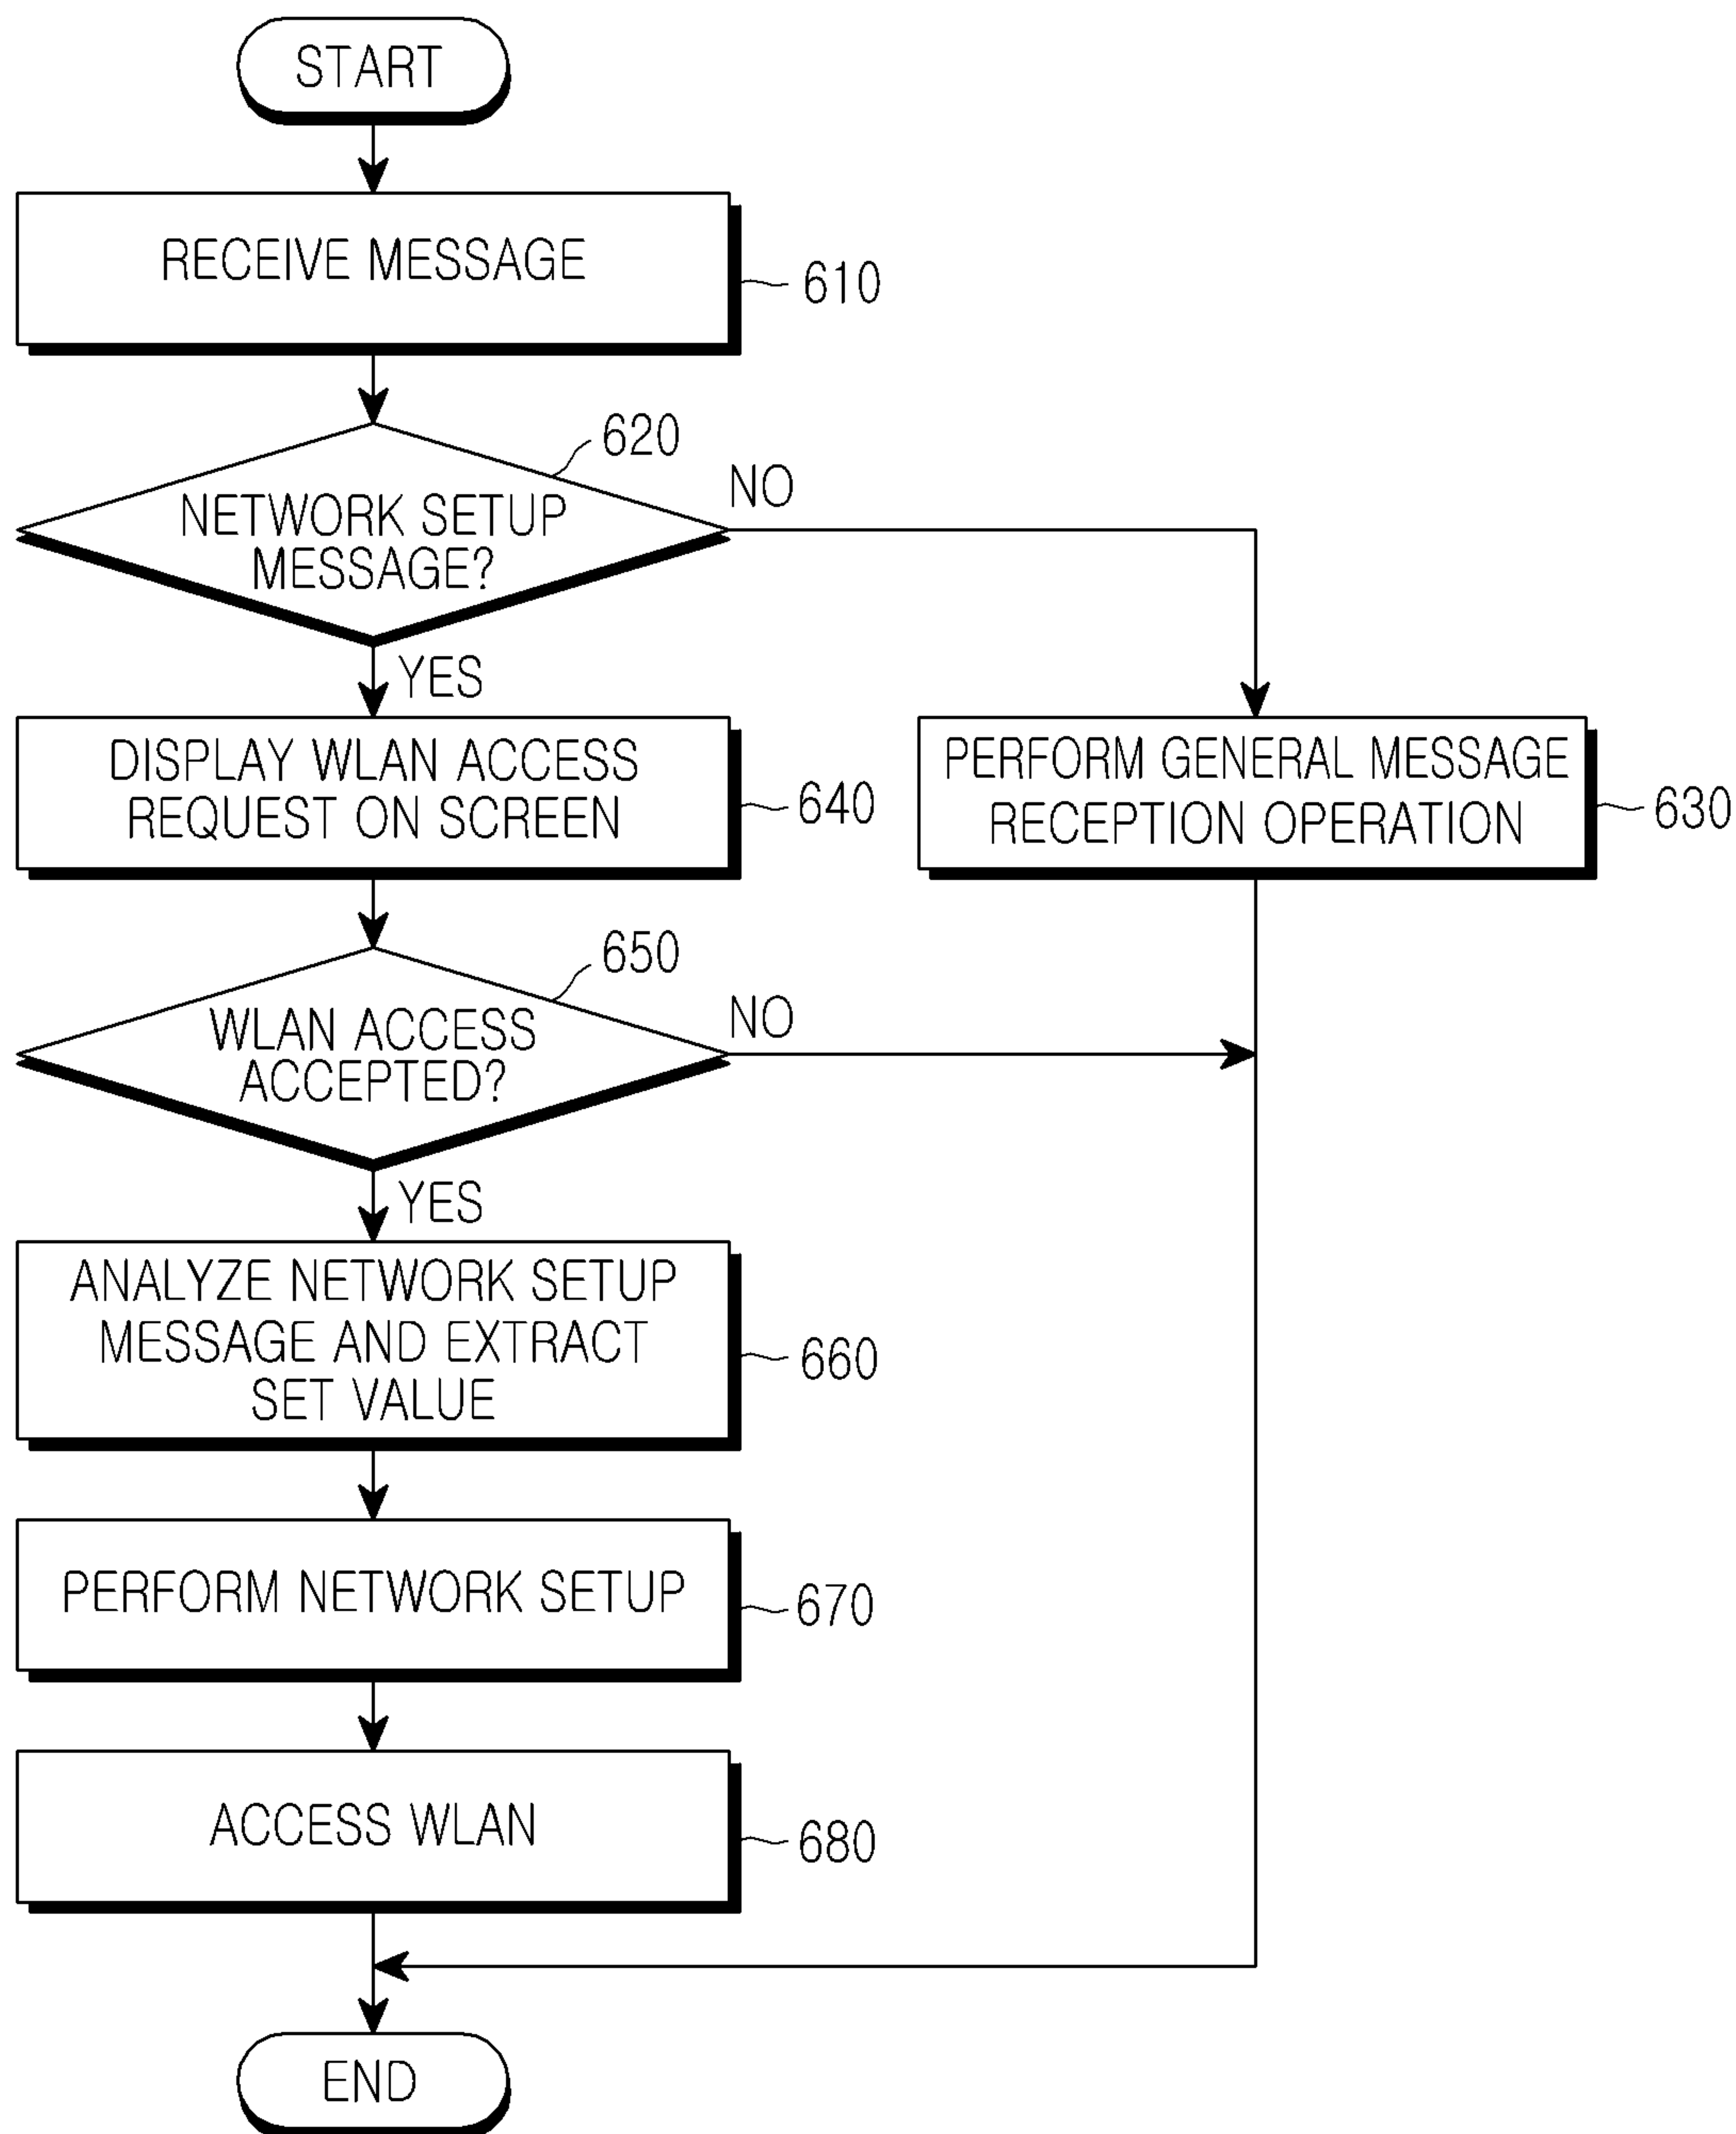 START
RECEIVE MESSAGE
610
620
NO
NETWORK SETUP
MESSAGE?
YES
DISPLAY WLAN ACCESS
REQUEST ON SCREEN
640
PERFORM GENERAL MESSAGE
RECEPTION OPERATION
630
650
NO
WLAN ACCESS
ACCEPTED?
YES
ANALYZE NETWORK SETUP
MESSAGE AND EXTRACT
SET VALUE
660
PERFORM NETWORK SETUP
670
ACCESS WLAN
680
END